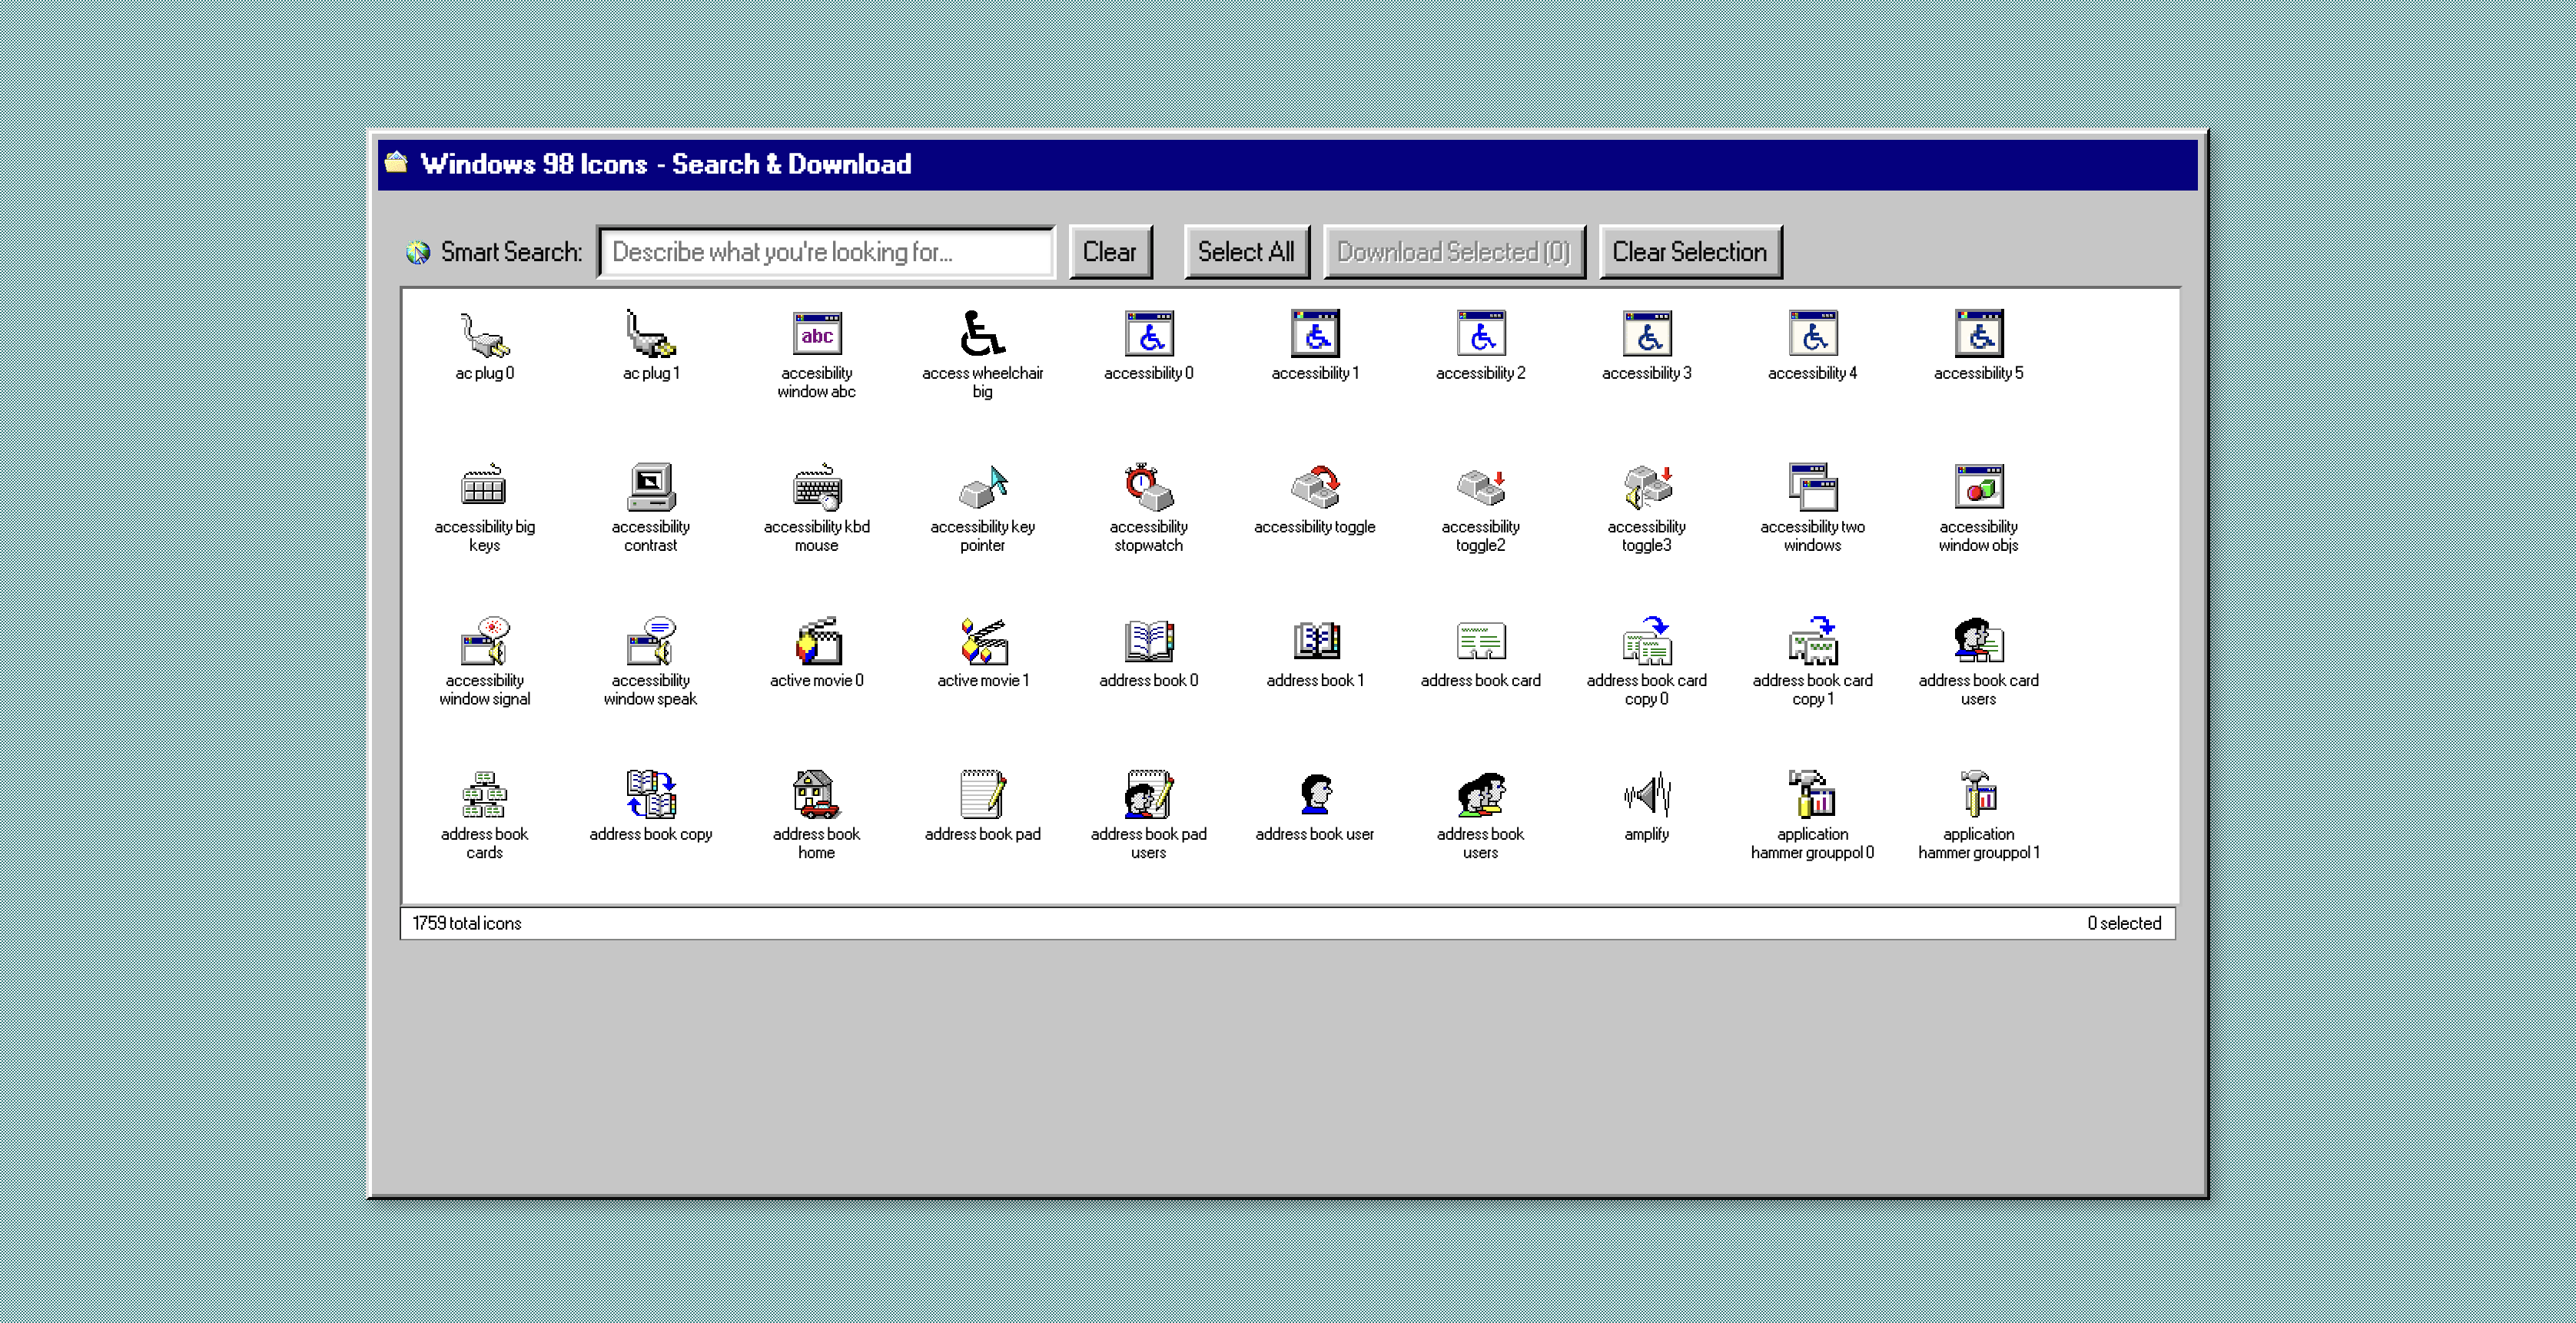 Windows 98 Icons - Search & Download
Smart Search:
Describe what you're looking for...
Clear
Select All
Download Selected (0)
Clear Selection
ac plug 0
ac plug 1
abc
accesibility
window abc
access wheelchair
big
accessibility 0
accessibility 1
accessibility 2
accessibility 3
accessibility 4
accessibility 5
accessibility big
keys
accessibility
contrast
accessibility kbd
mouse
accessibility key
pointer
accessibility
stopwatch
accessibility toggle
accessibility
toggle2
accessibility
toggle3
accessibility two
windows
accessibility
window objs
accessibility
window signal
accessibility
window speak
active movie 0
active movie 1
address book 0
address book 1
address book card
address book card
copy 0
address book card
copy 1
address book card
users
address book
cards
address book copy
address book
home
address book pad
address book pad
users
address book user
address book
users
amplify
application
hammer grouppol 0
application
hammer grouppol 1
1759 total icons
0 selected